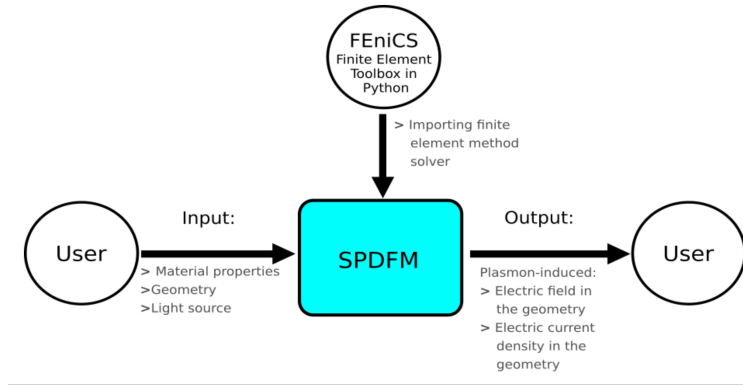 FEniCS
Finite Element
Toolbox in
Python
> Importing finite
element method
solver
Input:
Output:
User
SPDFM
User
> Material properties
>Geometry
>Light source
Plasmon-induced:
> Electric field in
the geometry
> Electric current
density in the
geometry